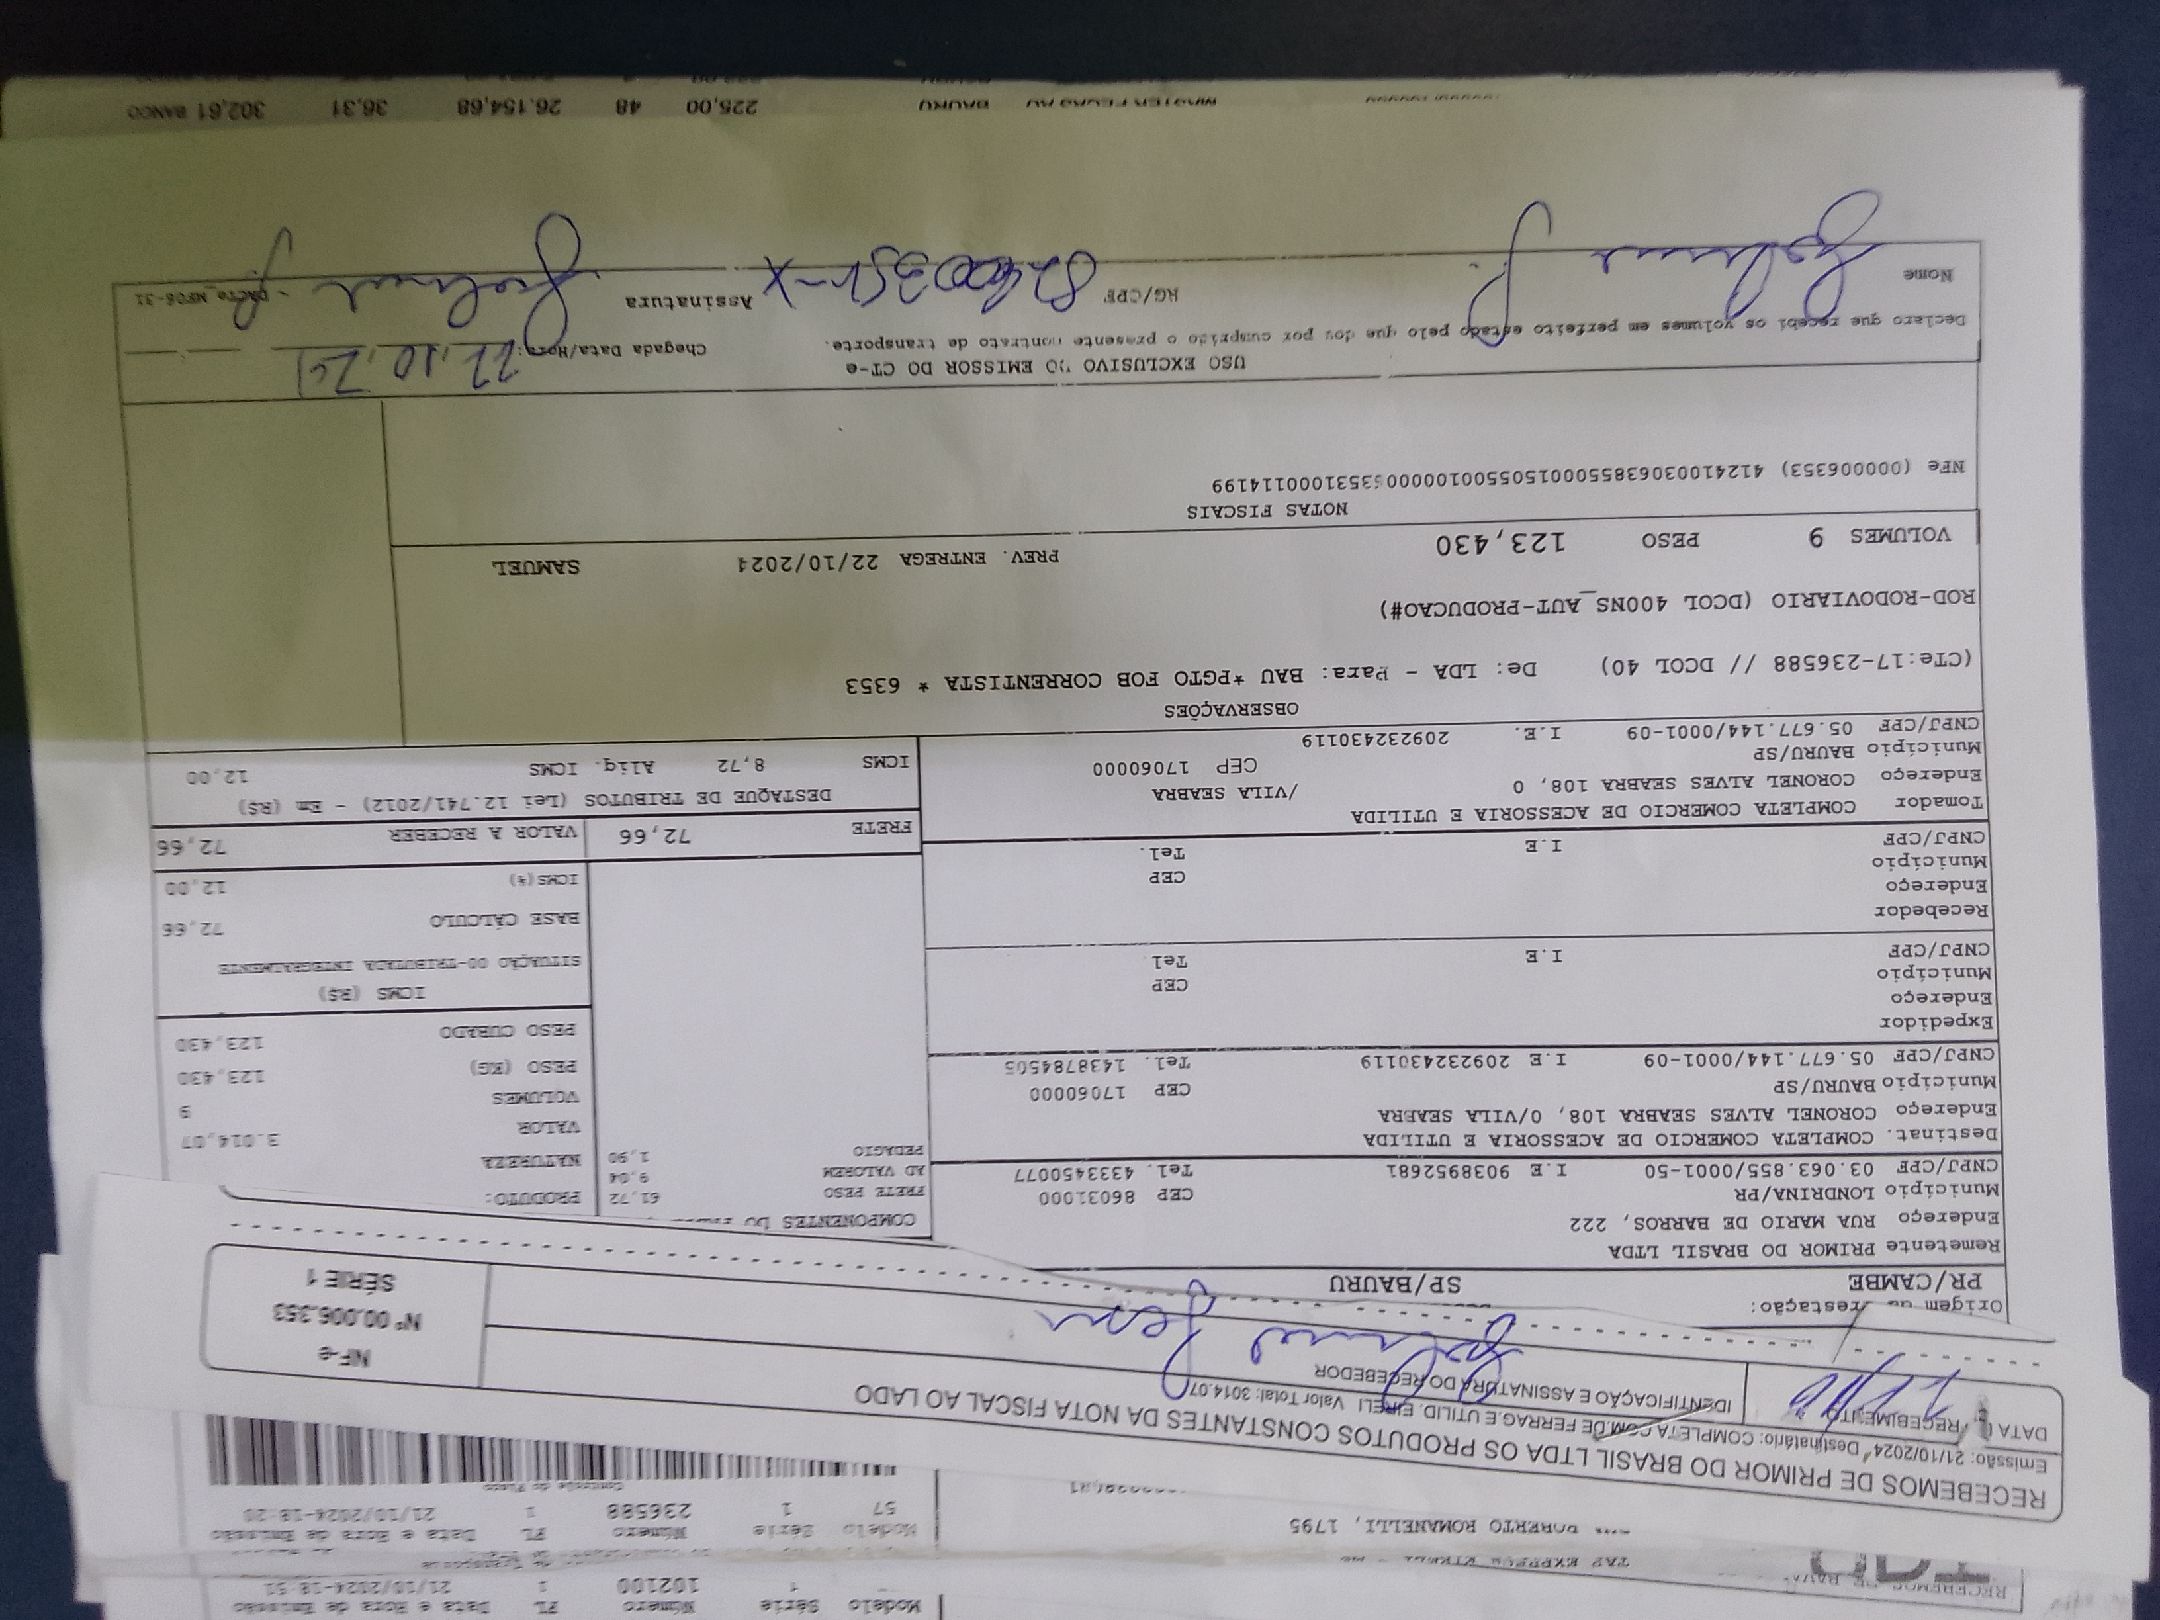 Modelo Série Número FL Data e Hora de Emissão
1 102100 1 21/10/2024-18:51
TAP EXPRESS
ROBERTO ROMANELLI, 1795
Modelo Série Número FL Data e Hora de Emissão
57 1 236588 1 21/10/2024-18:20
Controle do Fisco
RECEBEMOS DE PRIMOR DO BRASIL LTDA OS PRODUTOS CONSTANTES DA NOTA FISCAL AO LADO
Emissão: 21/10/2024 Destinatário: COMPLETA COM.DE FERRAG.E UTILID. EIRELI Valor Total: 3014.07
DATA RECEBIMENTO
IDENTIFICAÇÃO E ASSINATURA DO RECEBEDOR
NF-e
Nº 00.006.353
SÉRIE 1
Origem da Prestação:
PR/CAMBE SP/BAURU
Remetente PRIMOR DO BRASIL LTDA
Endereço RUA MARIO DE BARROS, 222
Município LONDRINA/PR CEP 86031000
CNPJ/CPF 03.063.855/0001-50 I.E 9038952681 Tel. 4333450077
Destinat. COMPLETA COMERCIO DE ACESSORIA E UTILIDA
Endereço CORONEL ALVES SEABRA 108, 0/VILA SEABRA
Município BAURU/SP CEP 17060000
CNPJ/CPF 05.677.144/0001-09 I.E 209232430119 Tel. 1438784505
Expedidor
Endereço
Município CEP
CNPJ/CPF I.E Tel
Recebedor
Endereço
Município CEP
CNPJ/CPF I.E Tel.
Tomador COMPLETA COMERCIO DE ACESSORIA E UTILIDA
Endereço CORONEL ALVES SEABRA 108, 0 /VILA SEABRA
Município BAURU/SP CEP 17060000
CNPJ/CPF 05.677.144/0001-09 I.E. 209232430119
COMPONENTES DO
FRETE PESO 61,72
AD VALOREM 9,04
PEDAGIO 1,90
PRODUTO:
NATUREZA
VALOR 3.014,07
VOLUMES 9
PESO (KG) 123,430
PESO CUBADO 123,430
ICMS (R$)
SITUAÇÃO 00-TRIBUTADA INTEGRALMENTE
BASE CÁLCULO 72,66
ICMS(%) 12,00
FRETE 72,66 VALOR A RECEBER 72,66
DESTAQUE DE TRIBUTOS (Lei 12.741/2012) - Em (R$)
ICMS 8,72 Aliq. ICMS 12,00
OBSERVAÇÕES
(CTe:17-236588 // DCOL 40) De: LDA - Para: BAU *PGTO FOB CORRENTISTA * 6353
ROD-RODOVIARIO (DCOL 400NS_AUT-PRODUCAO#)
VOLUMES 9 PESO 123,430 PREV. ENTREGA 22/10/2024 SAMUEL
NOTAS FISCAIS
NFe (000006353) 41241003063855000150550010000063531000114199
USO EXCLUSIVO DO EMISSOR DO CT-e
Declaro que recebi os volumes em perfeito estado pelo que dou por cumprido o presente contrato de transporte. Chegada Data/Hora: 22,10,24
Nome RG/CPF Assinatura - DACTe_MP06-31
BAURU 225,00 48 26.154,68 36,31 302,61 BANCO